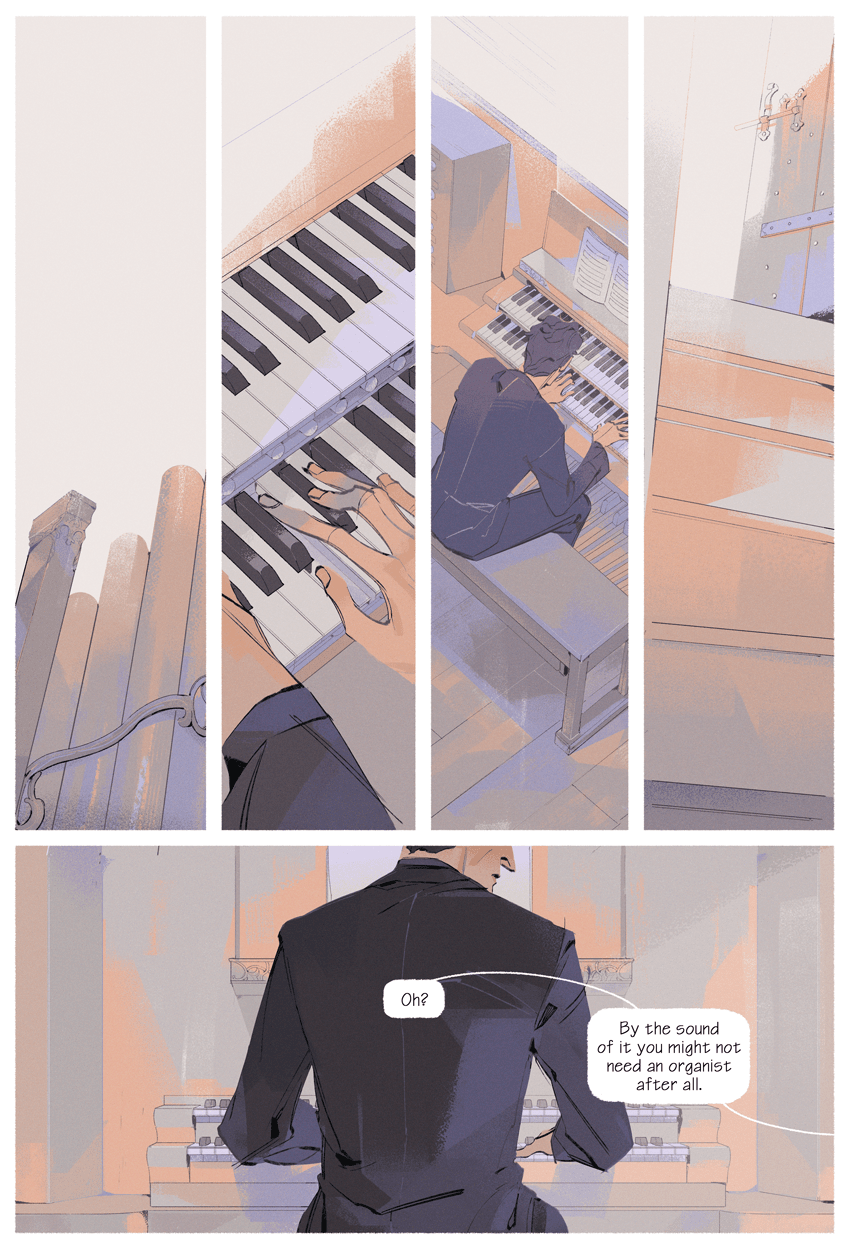 Oh?
By the sound
of it you might not
need an organist
after all.